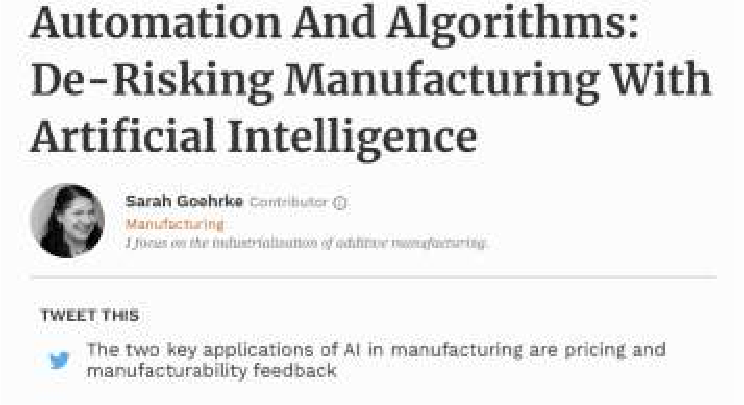 Automation And Algorithms:
De-Risking Manufacturing With
Artificial Intelligence
Sarah Goehrke Contributor
Manufacturing
I focus on the industrialization of additive manufacturing.
TWEET THIS
The two key applications of AI in manufacturing are pricing and
manufacturability feedback